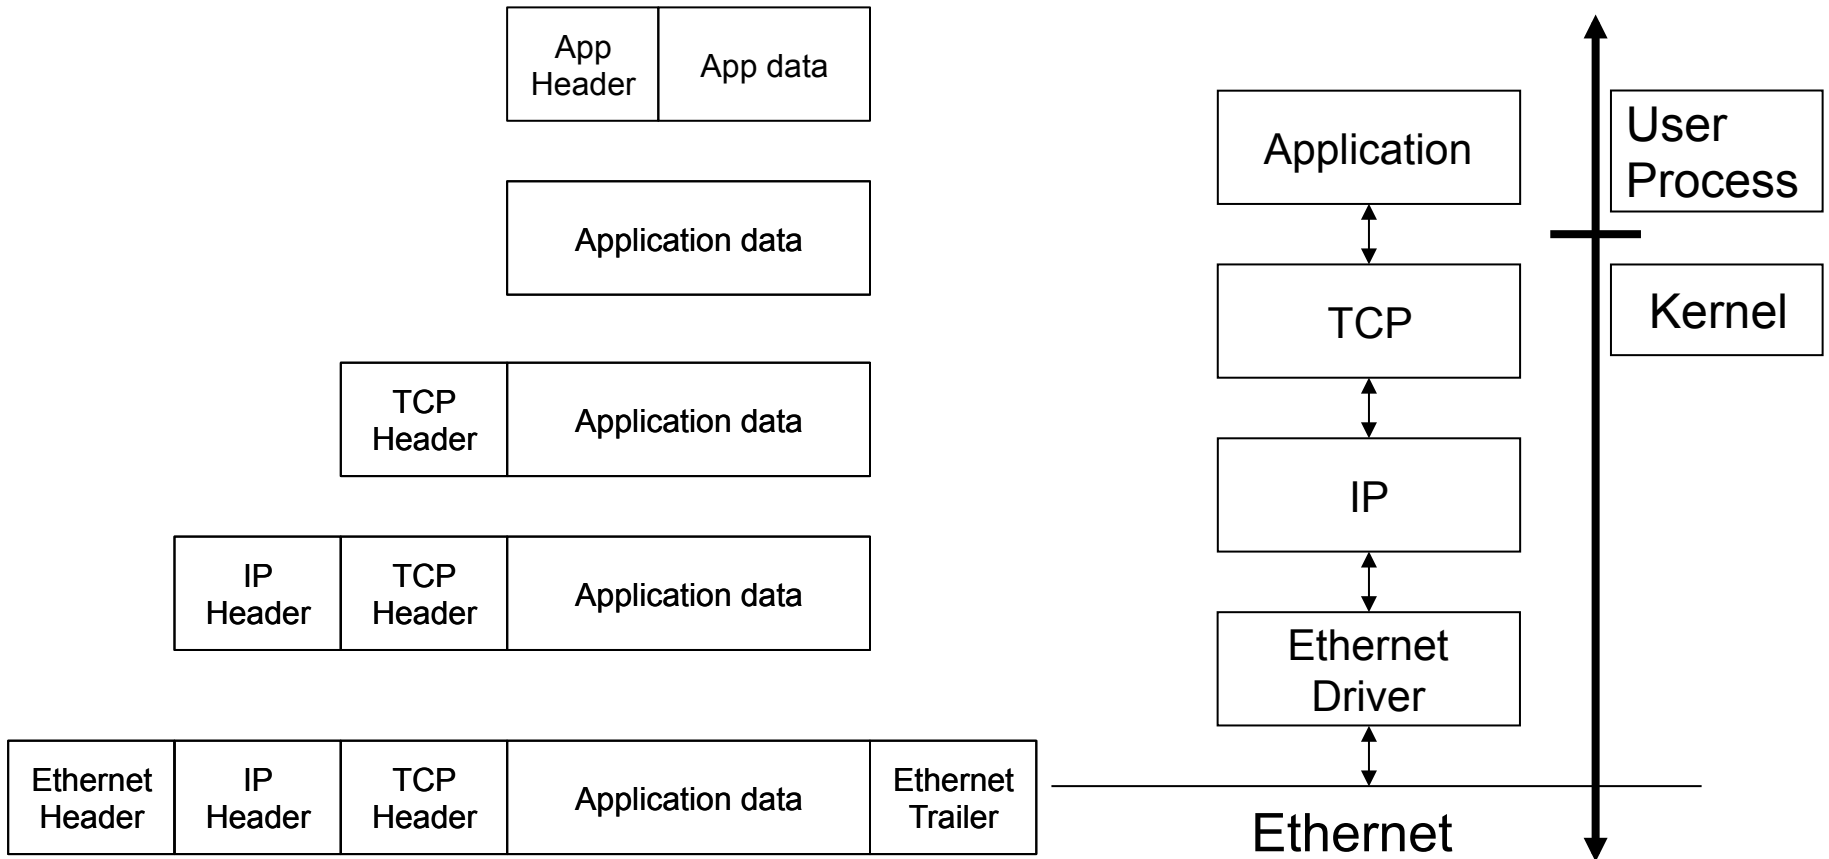 App
Header
App data
Application data
TCP
Header
Application data
IP
Header
TCP
Header
Application data
Ethernet
Header
IP
Header
TCP
Header
Application data
Ethernet
Trailer
Application
TCP
IP
Ethernet
Driver
Ethernet
User
Process
Kernel